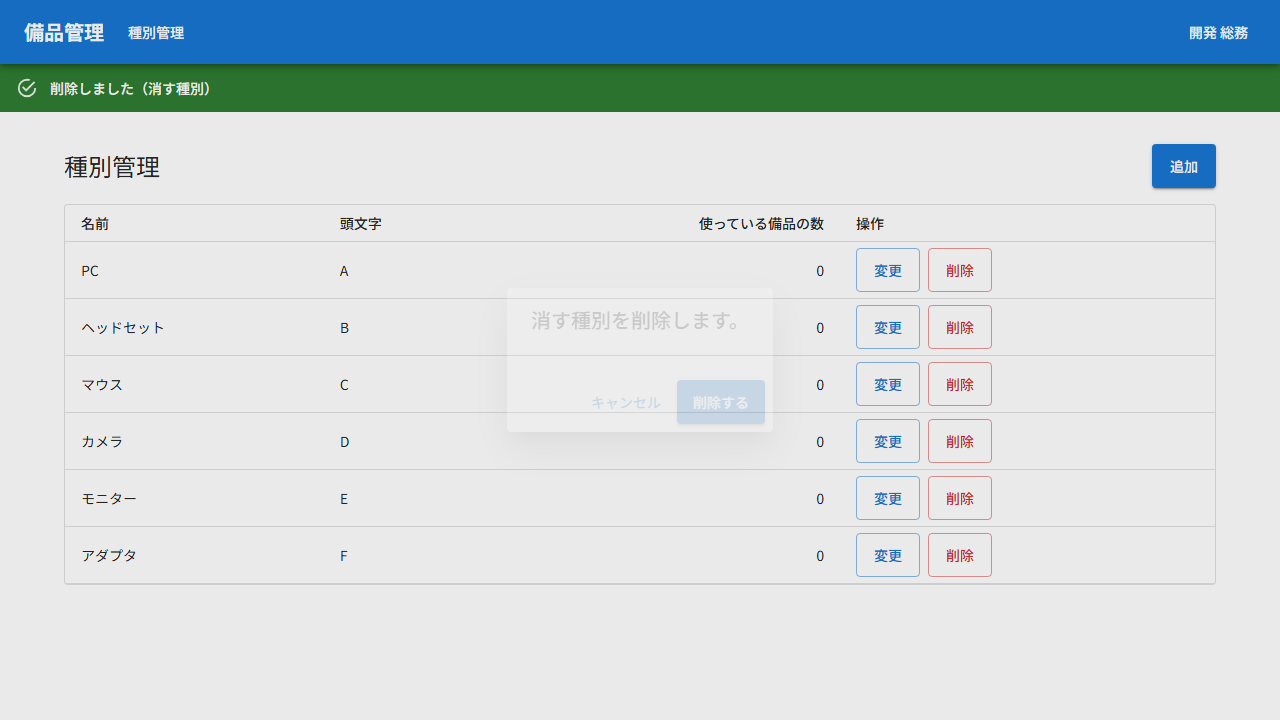 備品管理 種別管理 開発 総務
削除しました（消す種別）
種別管理 追加
名前 頭文字 使っている備品の数 操作
PC A 0 変更 削除
ヘッドセット B 0 変更 削除
マウス C 0 変更 削除
カメラ D 0 変更 削除
モニター E 0 変更 削除
アダプタ F 0 変更 削除
消す種別を削除します。
キャンセル 削除する